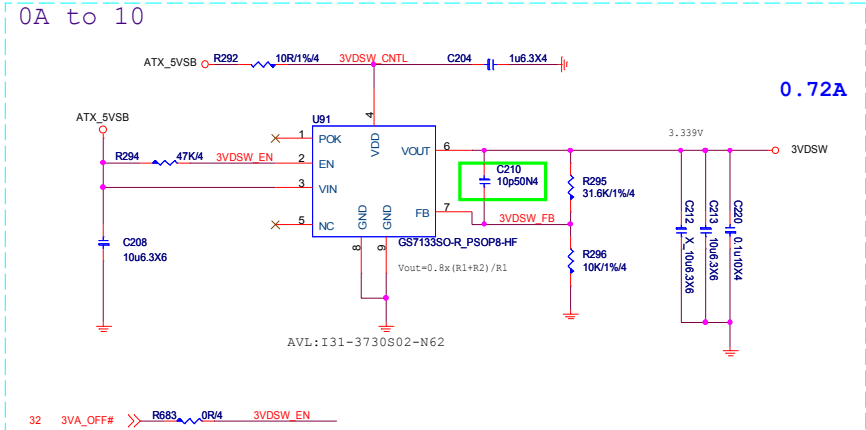 0A to 10
ATX_5VSB
R292
10R/1%/4
3VDSW_CNTL
C204
1u6.3X4
0.72A
ATX_5VSB
U91
4
3.339V
1
POK
VDD
VOUT
6
3VDSW
R294
47K/4
3VDSW_EN
2
EN
C210
10p50N4
3
VIN
R295
31.6K/1%/4
5
NC
GND
GND
FB
7
3VDSW_FB
C212
X_10u6.3X6
C213
10u6.3X6
C220
0.1u10X4
C208
10u6.3X6
8
9
GS7133SO-R_PSOP8-HF
R296
10K/1%/4
Vout=0.8x(R1+R2)/R1
AVL:I31-3730S02-N62
32 3VA_OFF# R683 0R/4 3VDSW_EN